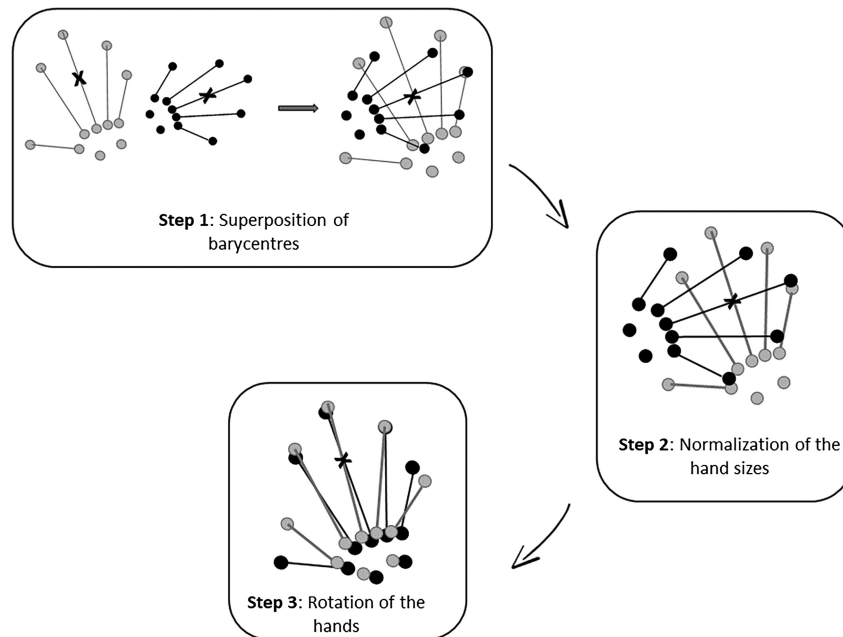 Step 1: Superposition of
barycentres
Step 2: Normalization of the
hand sizes
Step 3: Rotation of the
hands